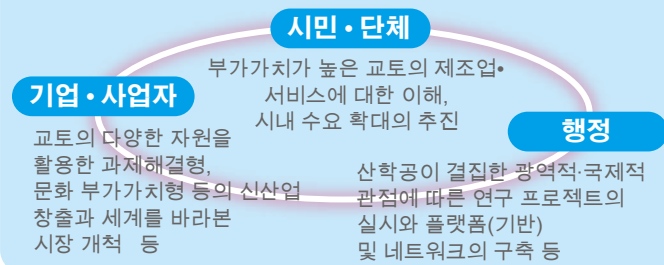 시민•단체
부가가치가 높은 교토의 제조업•
서비스에 대한 이해,
시내 수요 확대의 추진
기업•사업자
교토의 다양한 자원을
활용한 과제해결형,
문화 부가가치형 등의 신산업
창출과 세계를 바라본
시장 개척 등
행정
산학공이 결집한 광역적·국제적
관점에 따른 연구 프로젝트의
실시와 플랫폼(기반)
및 네트워크의 구축 등